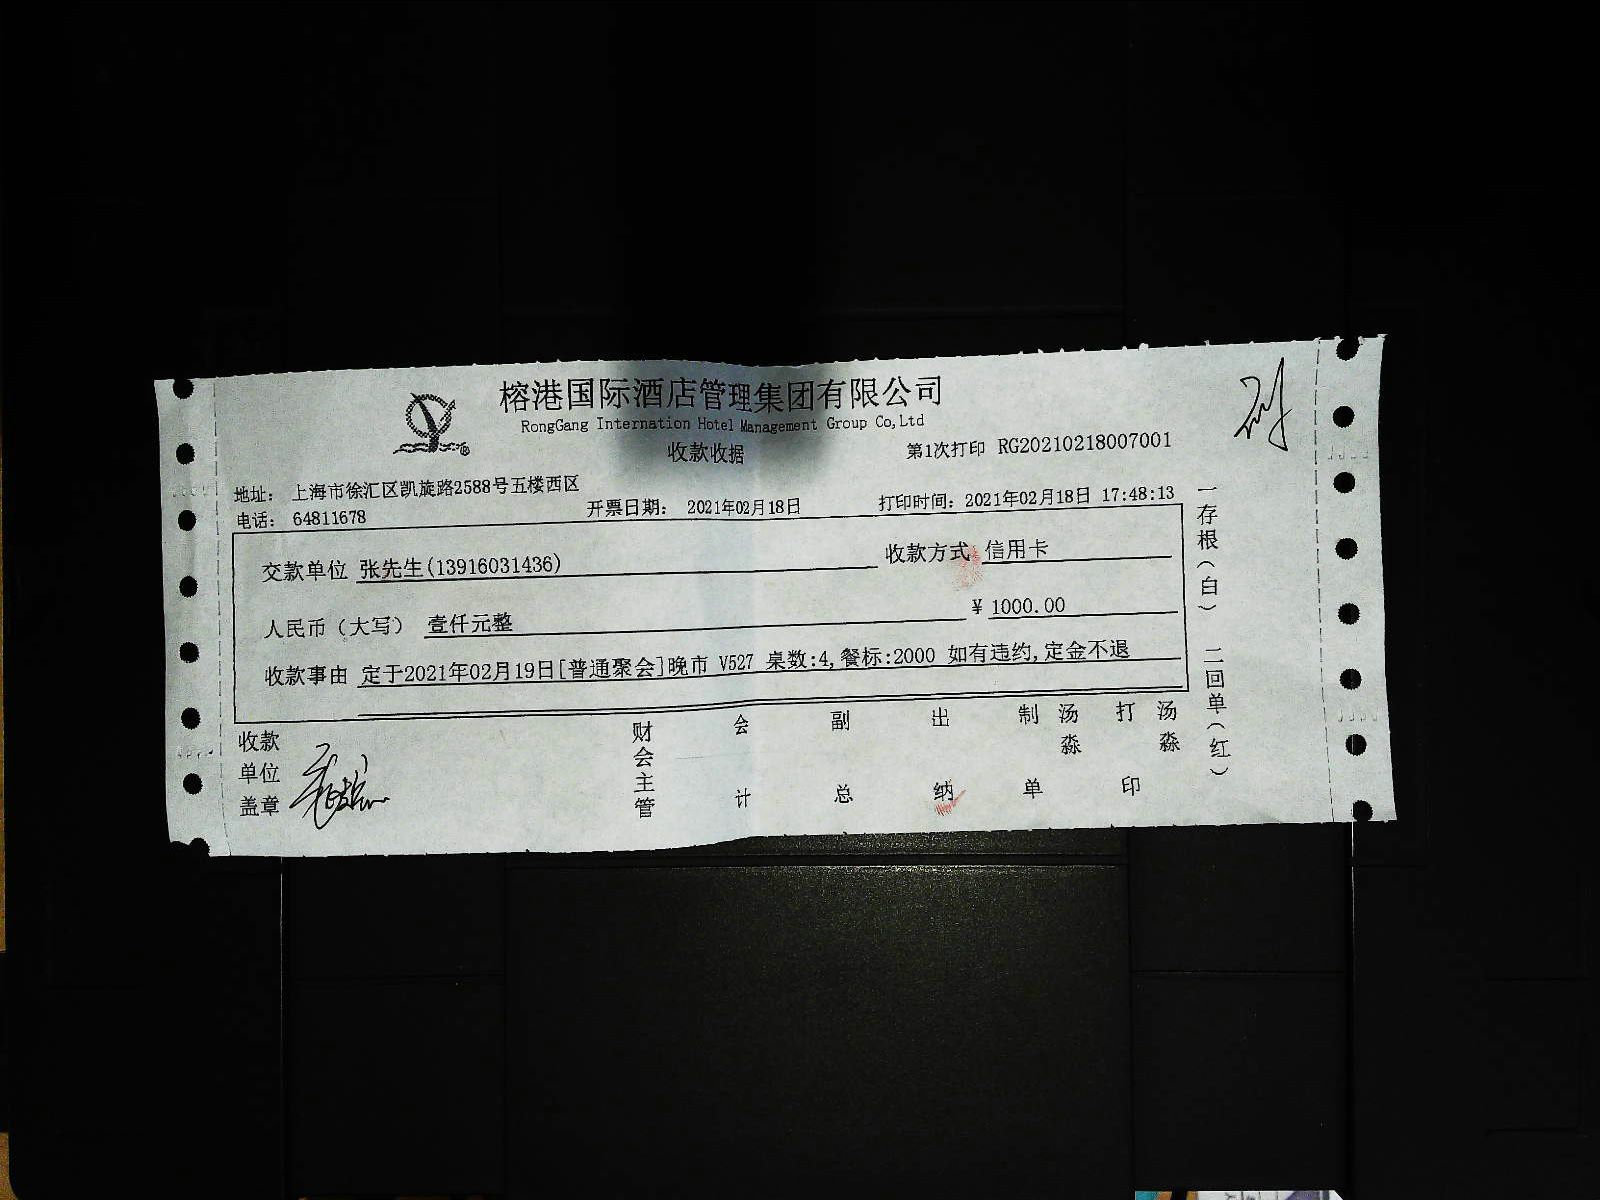 榕港国际酒店管理集团有限公司
RongGang Internation Hotel Management Group Co,Ltd
收款收据
第1次打印 RG20210218007001
地址： 上海市徐汇区凯旋路2588号五楼西区
电话： 64811678
开票日期： 2021年02月18日
打印时间：2021年02月18日 17:48:13
交款单位 张先生(13916031436)
收款方式 信用卡
人民币（大写） 壹仟元整
¥ 1000.00
收款事由 定于2021年02月19日[普通聚会]晚市 V527 桌数:4,餐标:2000 如有违约,定金不退
收款单位盖章
财会主管
会计
副总
出纳
制单 汤淼
打印 汤淼
一存根（白） 二回单（红）